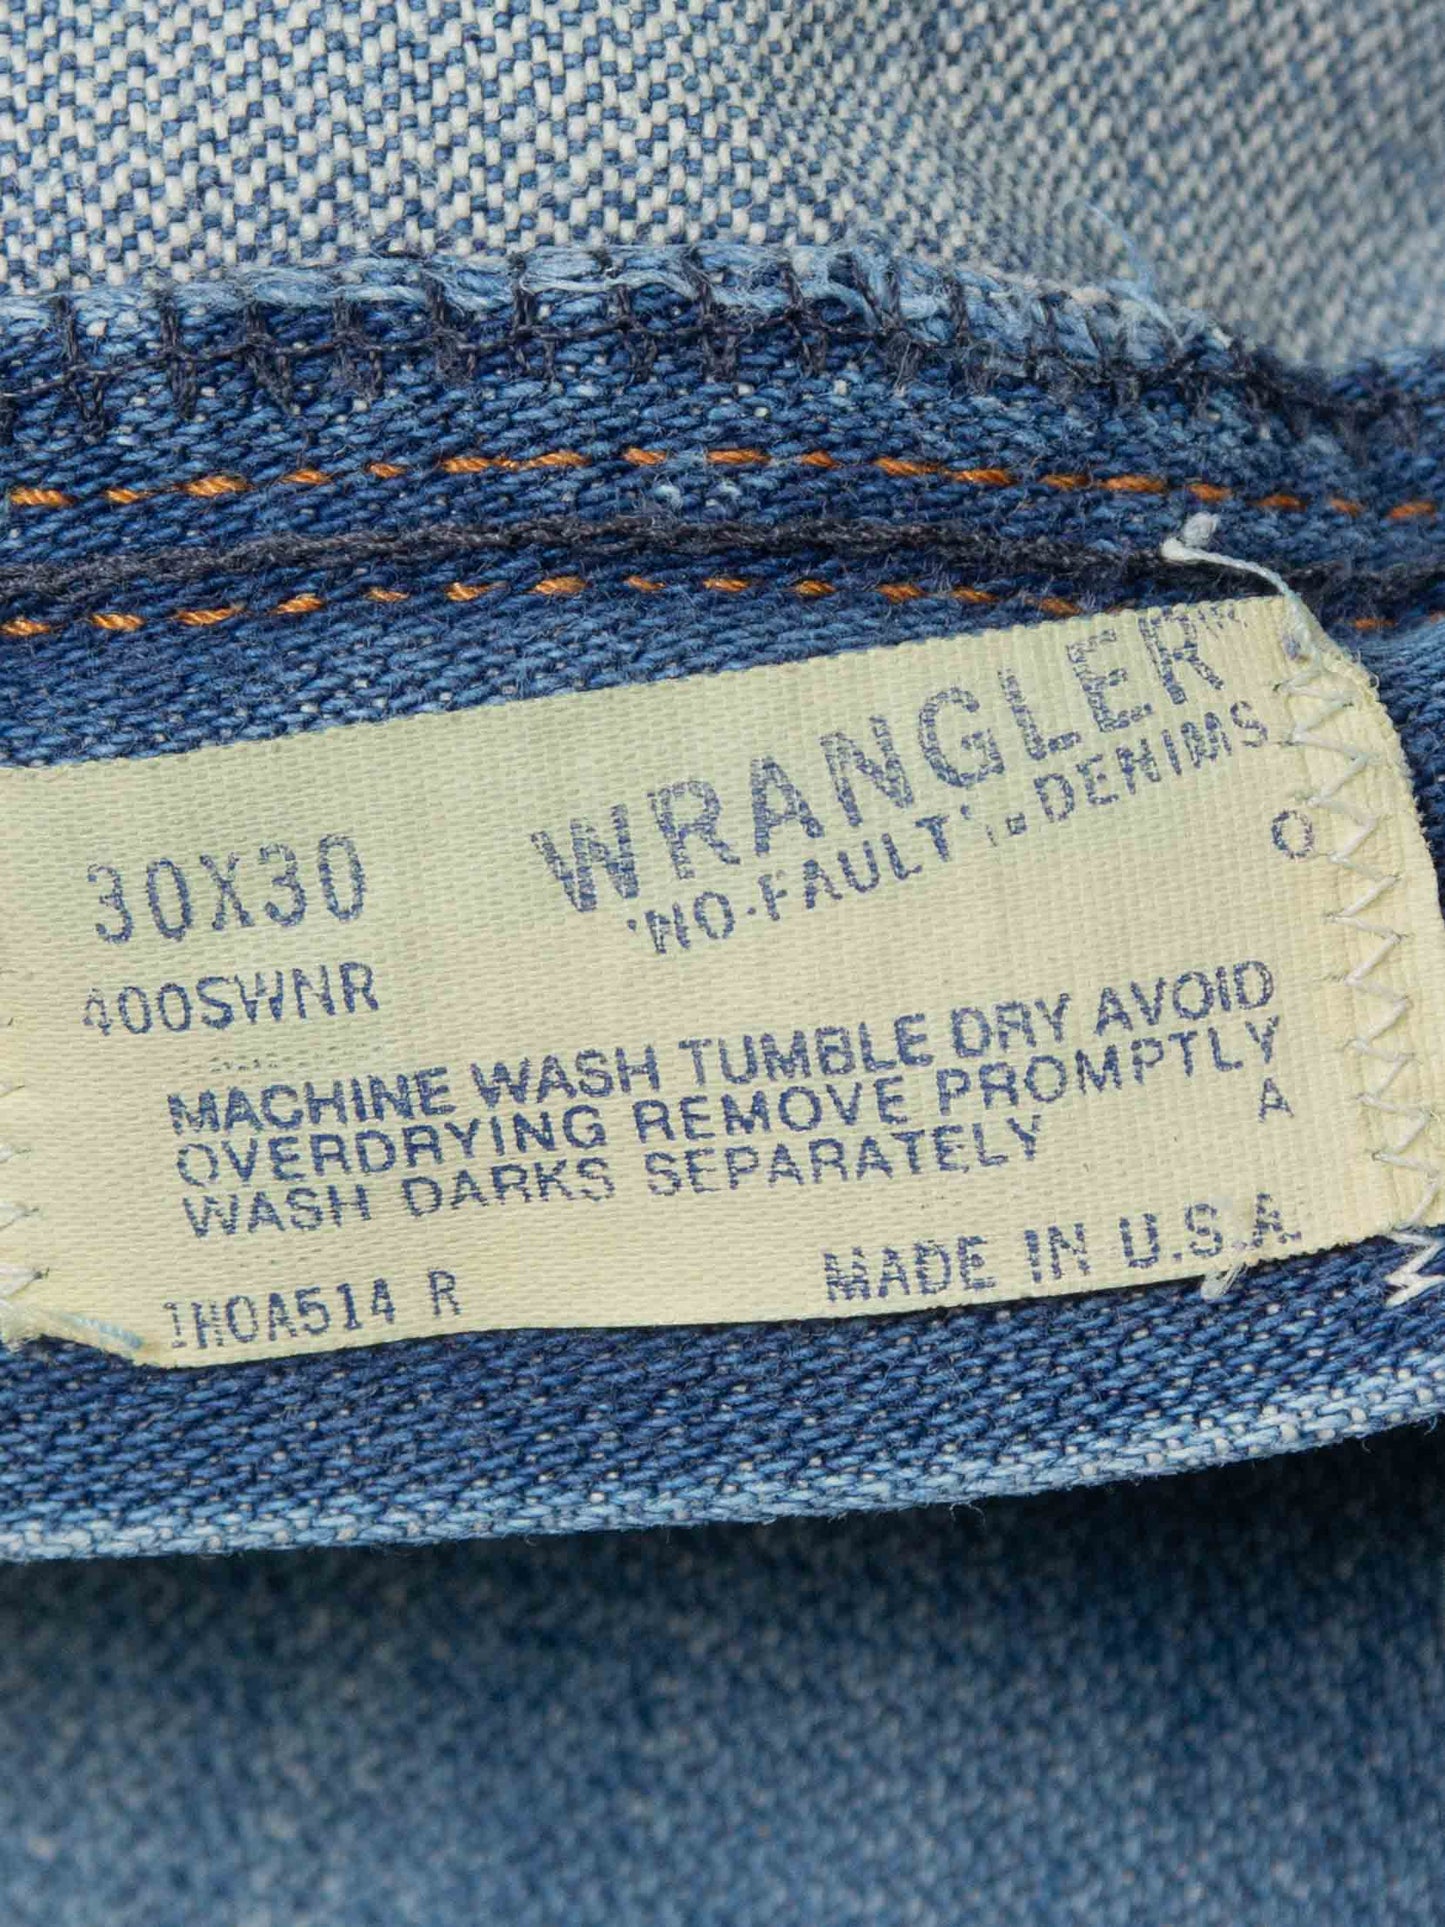 WRANGLER™
'NO-FAULT' DENIMS
30X30
O
400SWNR
MACHINE WASH TUMBLE DRY AVOID
OVERDRYING REMOVE PROMPTLY
WASH DARKS SEPARATELY
A
MADE IN U.S.A.
1HOA514 R